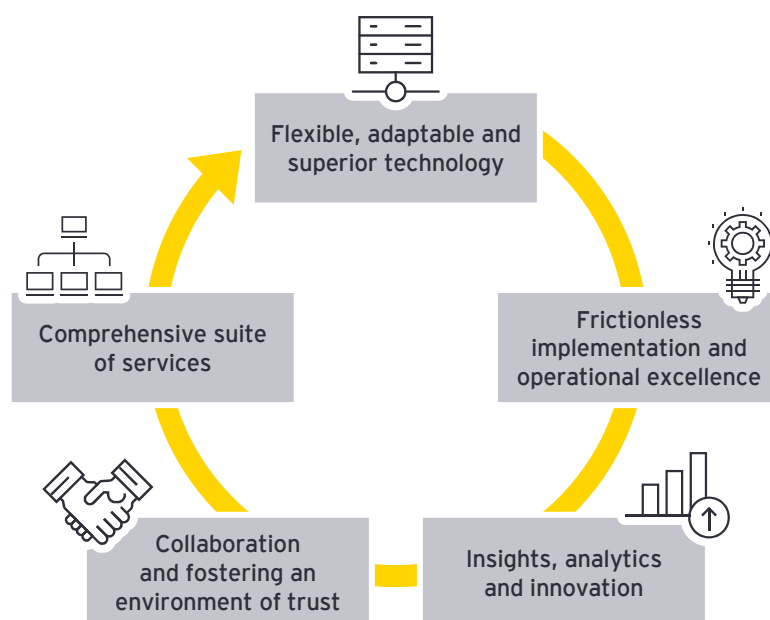 Flexible, adaptable and
superior technology
Frictionless
implementation and
operational excellence
Insights, analytics
and innovation
Collaboration
and fostering an
environment of trust
Comprehensive suite
of services